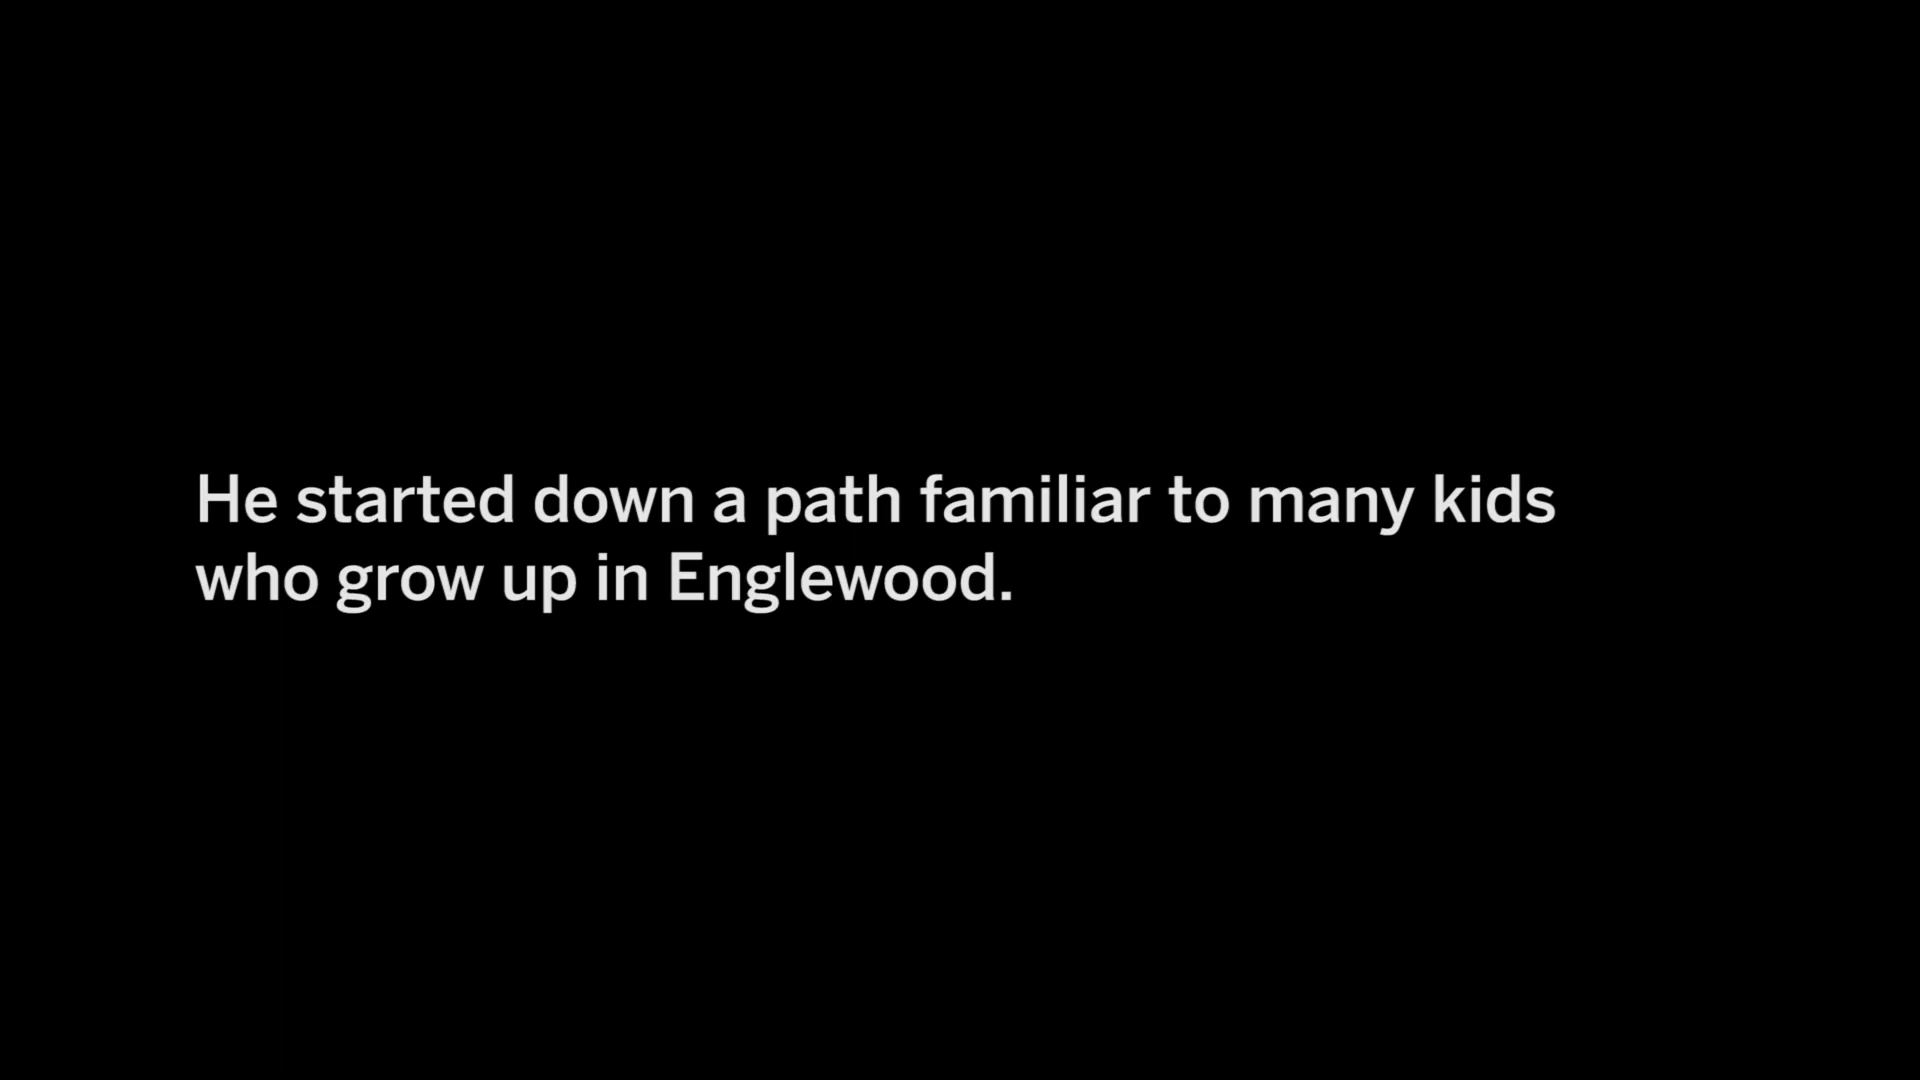 He started down a path familiar to many kids
who grow up in Englewood.